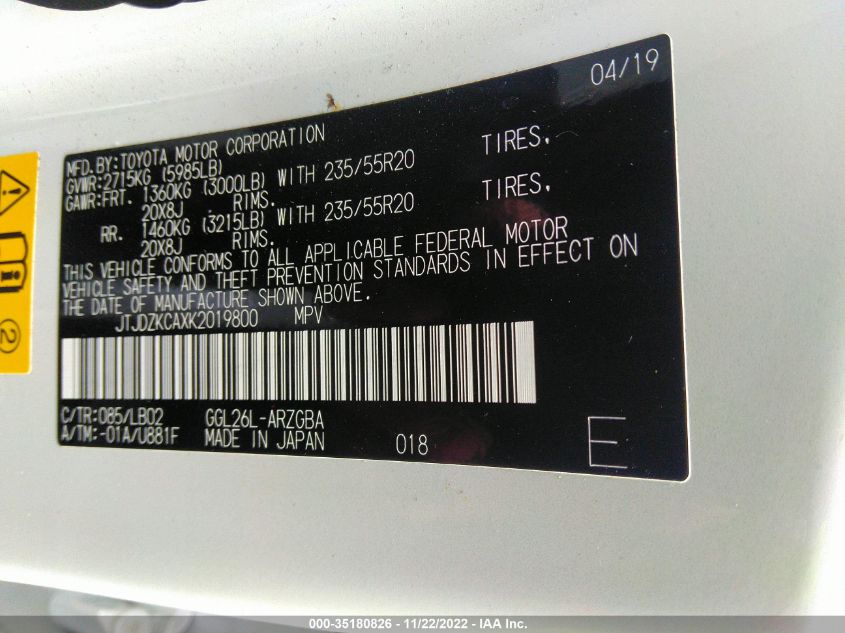 04/19
MFD.BY:TOYOTA MOTOR CORPORATION
GVWR:2715KG (5985LB)
GAWR:FRT. 1360KG (3000LB) WITH 235/55R20 TIRES,
20X8J RIMS.
RR. 1460KG (3215LB) WITH 235/55R20 TIRES,
20X8J RIMS.
THIS VEHICLE CONFORMS TO ALL APPLICABLE FEDERAL MOTOR
VEHICLE SAFETY AND THEFT PREVENTION STANDARDS IN EFFECT ON
THE DATE OF MANUFACTURE SHOWN ABOVE.
JTJDZKCAXK2019800 MPV
C/TR:085/LB02 GGL26L-ARZGBA
A/TM:-01A/U881F MADE IN JAPAN 018 E
2
000-35180826 - 11/22/2022 - IAA Inc.